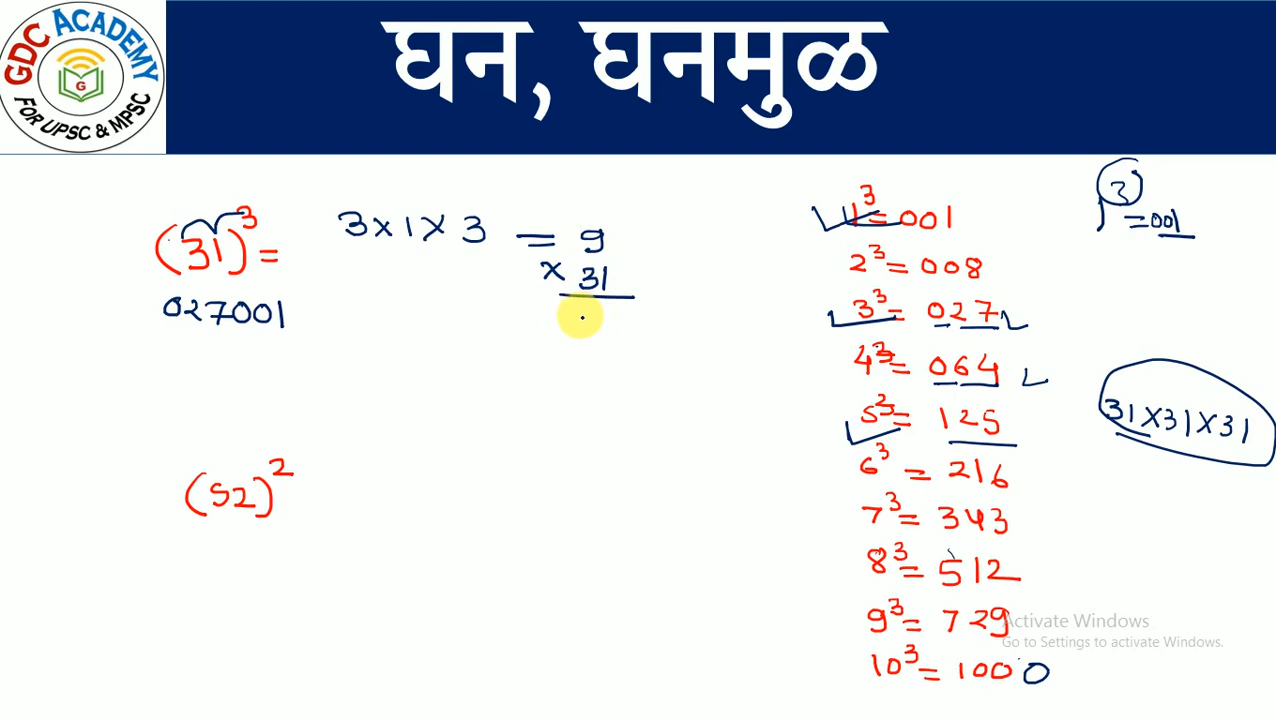 GDC ACADEMY
FOR UPSC & MPSC
G
घन, घनमुळ
(31)³ =
027001
3×1×3 = 9
× 31
(52)²
1³ = 001
2³ = 008
3³ = 027
4³ = 064
5³ = 125
6³ = 216
7³ = 343
8³ = 512
9³ = 729
10³ = 1000
1³ = 001
31×31×31
Activate Windows
Go to Settings to activate Windows.